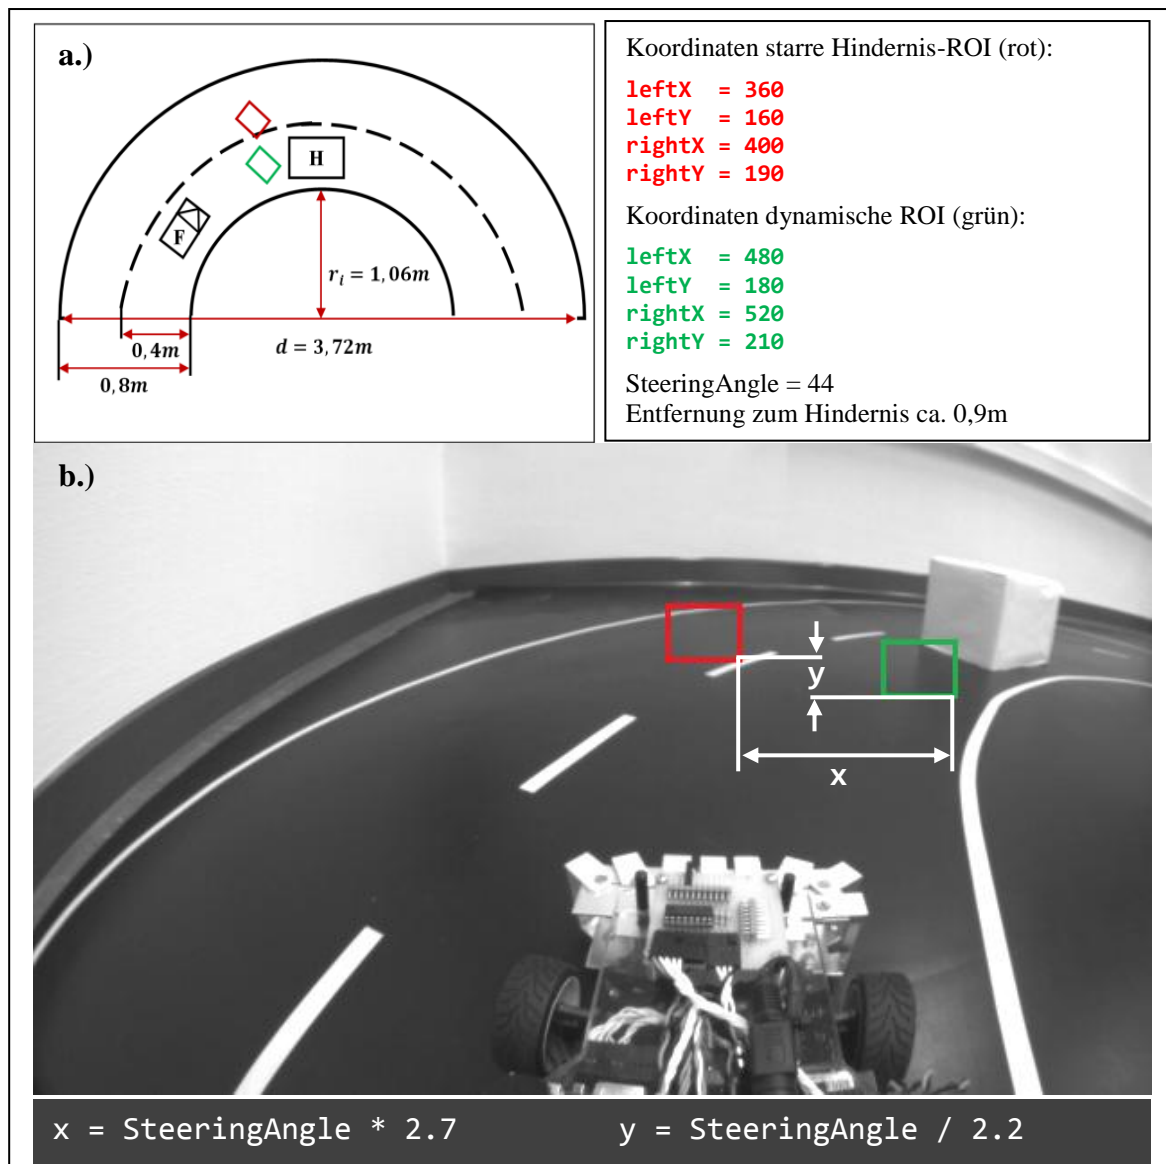 a.)
H
F
r_i = 1,06m
0,4m
d = 3,72m
0,8m
Koordinaten starre Hindernis-ROI (rot):
leftX = 360
leftY = 160
rightX = 400
rightY = 190
Koordinaten dynamische ROI (grün):
leftX = 480
leftY = 180
rightX = 520
rightY = 210
SteeringAngle = 44
Entfernung zum Hindernis ca. 0,9m
b.)
y
x
x = SteeringAngle * 2.7
y = SteeringAngle / 2.2